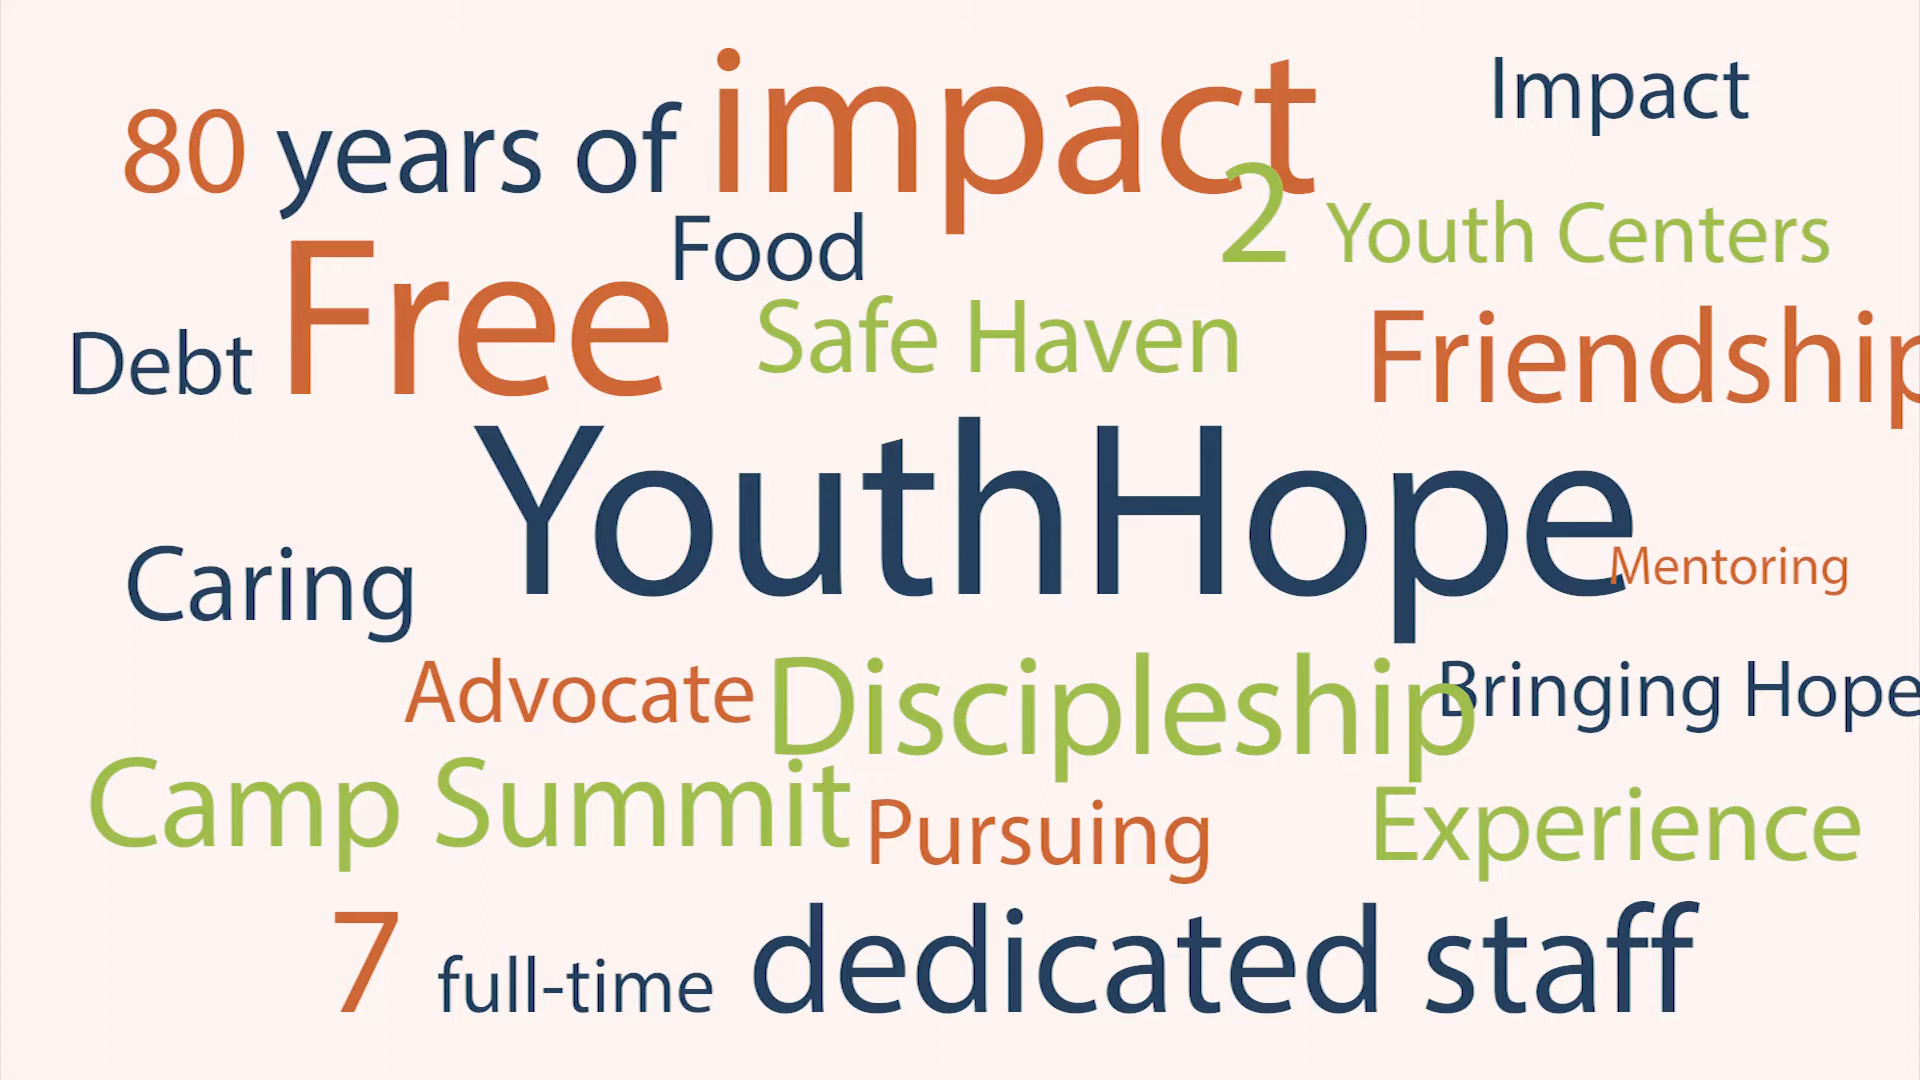 80 years of impact
Impact
Food
2 Youth Centers
Debt Free
Safe Haven
Friendship
YouthHope
Caring
Mentoring
Advocate
Discipleship
Bringing Hope
Camp Summit
Pursuing
Experience
7 full-time dedicated staff